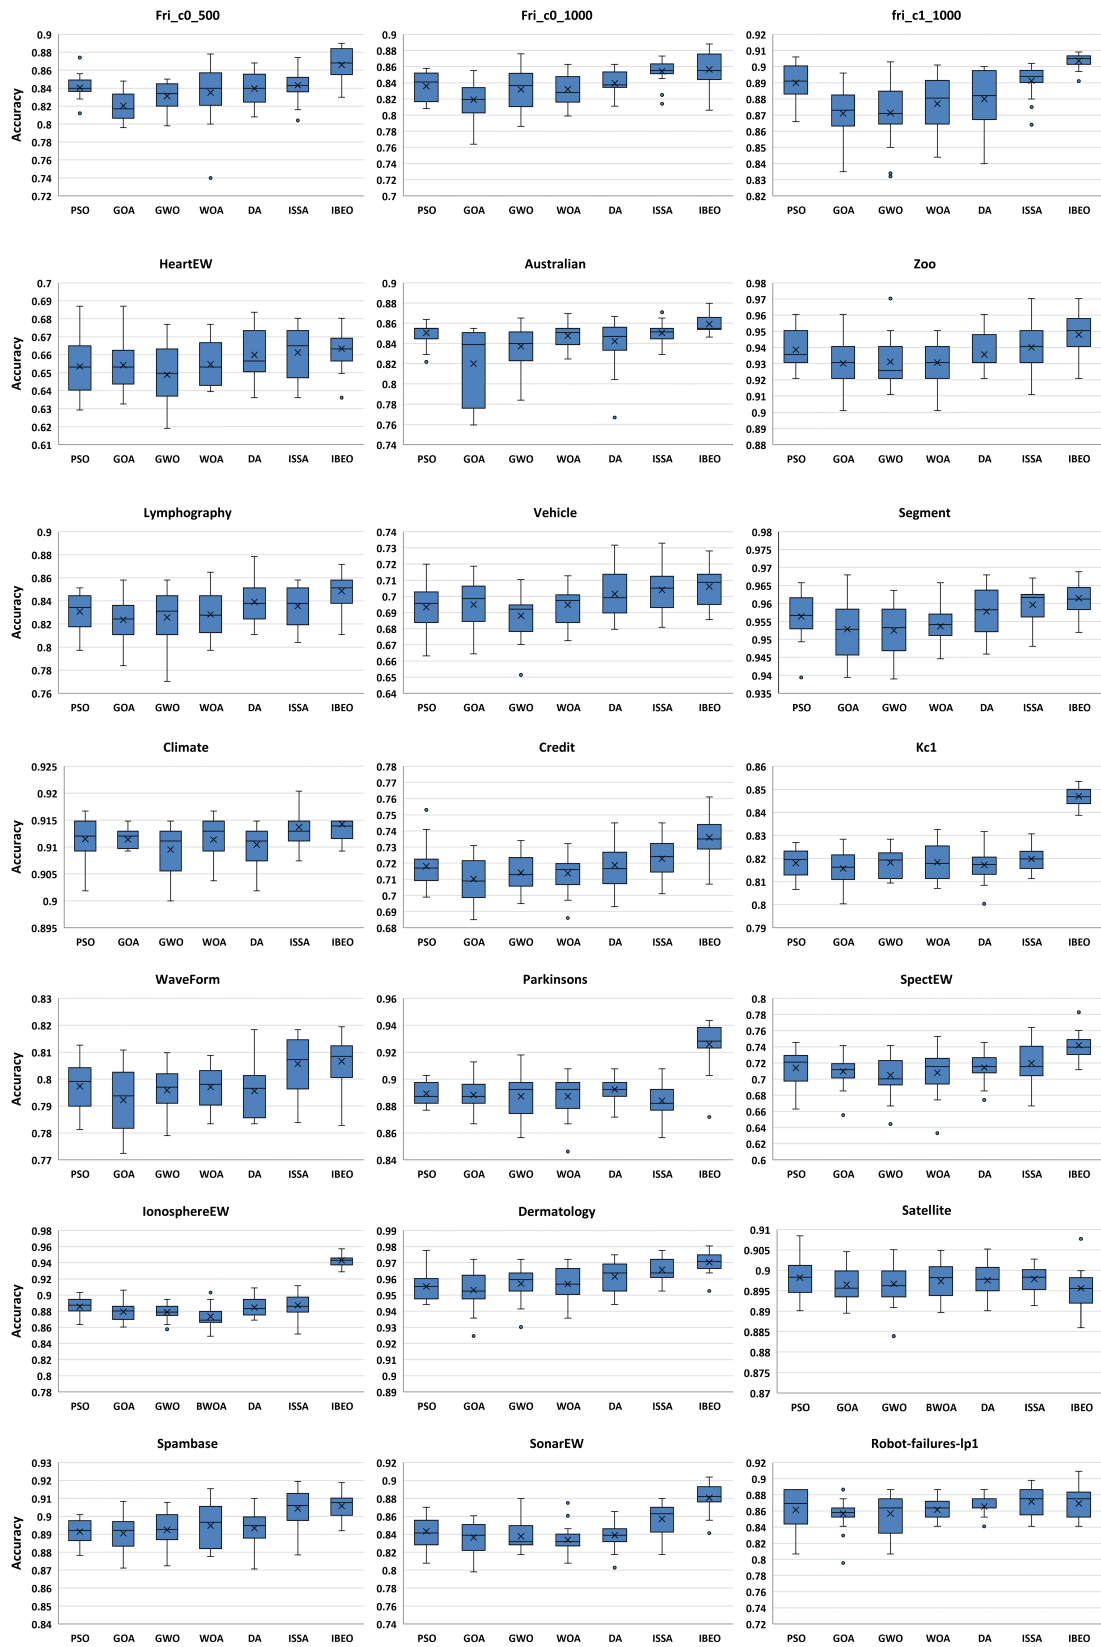 Fri_c0_500 Fri_c0_1000 fri_c1_1000
Accuracy
0.9 0.88 0.86 0.84 0.82 0.8 0.78 0.76 0.74 0.72
0.9 0.88 0.86 0.84 0.82 0.8 0.78 0.76 0.74 0.72 0.7
0.92 0.91 0.9 0.89 0.88 0.87 0.86 0.85 0.84 0.83 0.82
PSO GOA GWO WOA DA ISSA IBEO PSO GOA GWO WOA DA ISSA IBEO PSO GOA GWO WOA DA ISSA IBEO
HeartEW Australian Zoo
Accuracy
0.7 0.69 0.68 0.67 0.66 0.65 0.64 0.63 0.62 0.61
0.9 0.88 0.86 0.84 0.82 0.8 0.78 0.76 0.74
0.98 0.97 0.96 0.95 0.94 0.93 0.92 0.91 0.9 0.89 0.88
PSO GOA GWO WOA DA ISSA IBEO PSO GOA GWO WOA DA ISSA IBEO PSO GOA GWO WOA DA ISSA IBEO
Lymphography Vehicle Segment
Accuracy
0.9 0.88 0.86 0.84 0.82 0.8 0.78 0.76
0.74 0.73 0.72 0.71 0.7 0.69 0.68 0.67 0.66 0.65 0.64
0.98 0.975 0.97 0.965 0.96 0.955 0.95 0.945 0.94 0.935
PSO GOA GWO WOA DA ISSA IBEO PSO GOA GWO WOA DA ISSA IBEO PSO GOA GWO WOA DA ISSA IBEO
Climate Credit Kc1
Accuracy
0.925 0.92 0.915 0.91 0.905 0.9 0.895
0.78 0.77 0.76 0.75 0.74 0.73 0.72 0.71 0.7 0.69 0.68
0.86 0.85 0.84 0.83 0.82 0.81 0.8 0.79
PSO GOA GWO WOA DA ISSA IBEO PSO GOA GWO WOA DA ISSA IBEO PSO GOA GWO WOA DA ISSA IBEO
WaveForm Parkinsons SpectEW
Accuracy
0.83 0.82 0.81 0.8 0.79 0.78 0.77
0.96 0.94 0.92 0.9 0.88 0.86 0.84
0.8 0.78 0.76 0.74 0.72 0.7 0.68 0.66 0.64 0.62 0.6
PSO GOA GWO WOA DA ISSA IBEO PSO GOA GWO WOA DA ISSA IBEO PSO GOA GWO WOA DA ISSA IBEO
IonosphereEW Dermatology Satellite
Accuracy
0.98 0.96 0.94 0.92 0.9 0.88 0.86 0.84 0.82 0.8 0.78
0.99 0.98 0.97 0.96 0.95 0.94 0.93 0.92 0.91 0.9 0.89
0.91 0.905 0.9 0.895 0.89 0.885 0.88 0.875 0.87
PSO GOA GWO BWOA DA ISSA IBEO PSO GOA GWO WOA DA ISSA IBEO PSO GOA GWO BWOA DA ISSA IBEO
Spambase SonarEW Robot-failures-lp1
Accuracy
0.93 0.92 0.91 0.9 0.89 0.88 0.87 0.86 0.85 0.84
0.92 0.9 0.88 0.86 0.84 0.82 0.8 0.78 0.76 0.74
0.92 0.9 0.88 0.86 0.84 0.82 0.8 0.78 0.76 0.74 0.72
PSO GOA GWO WOA DA ISSA IBEO PSO GOA GWO WOA DA ISSA IBEO PSO GOA GWO WOA DA ISSA IBEO